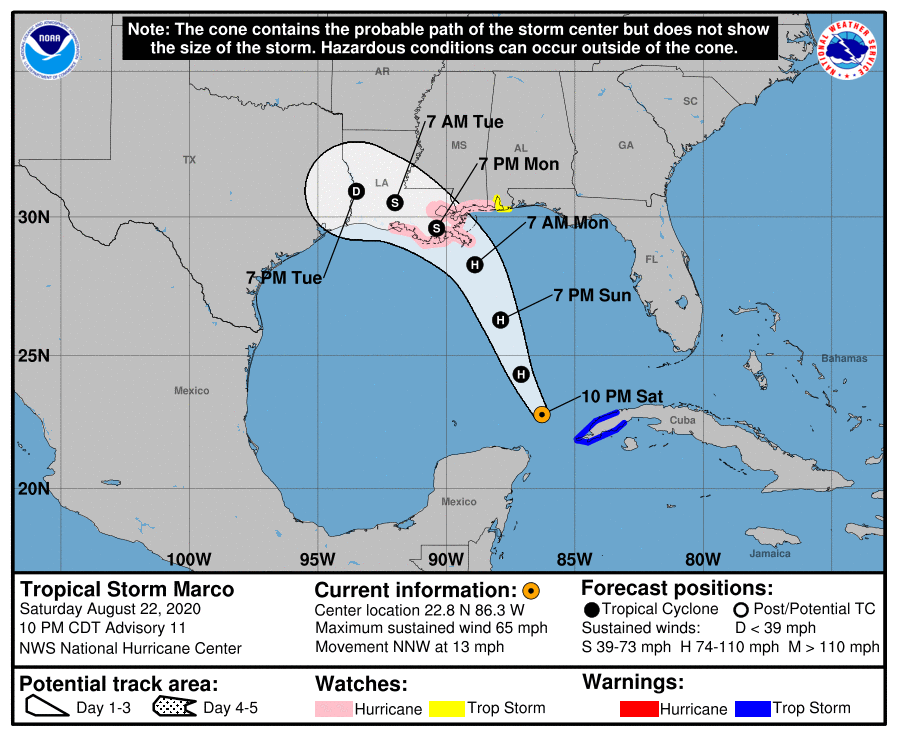 Note: The cone contains the probable path of the storm center but does not show
the size of the storm. Hazardous conditions can occur outside of the cone.
NOAA
NATIONAL WEATHER SERVICE
AR
SC
7 AM Tue
TX
MS
AL
GA
7 PM Mon
LA
D
S
30N
S
7 AM Mon
H
FL
7 PM Tue
7 PM Sun
H
25N
Bahamas
H
Mexico
10 PM Sat
Cuba
20N
Mexico
Jamaica
100W
95W
90W
85W
80W
Tropical Storm Marco
Saturday August 22, 2020
10 PM CDT Advisory 11
NWS National Hurricane Center
Current information:
Center location 22.8 N 86.3 W
Maximum sustained wind 65 mph
Movement NNW at 13 mph
Forecast positions:
Tropical Cyclone Post/Potential TC
Sustained winds: D < 39 mph
S 39-73 mph H 74-110 mph M > 110 mph
Potential track area:
Day 1-3 Day 4-5
Watches:
Hurricane Trop Storm
Warnings:
Hurricane Trop Storm